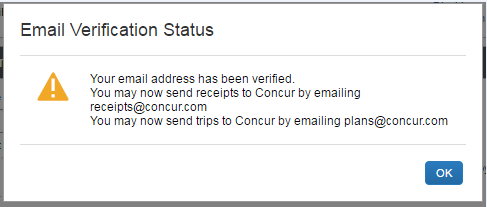 Email Verification Status
Your email address has been verified.
You may now send receipts to Concur by emailing
receipts@concur.com
You may now send trips to Concur by emailing plans@concur.com
OK